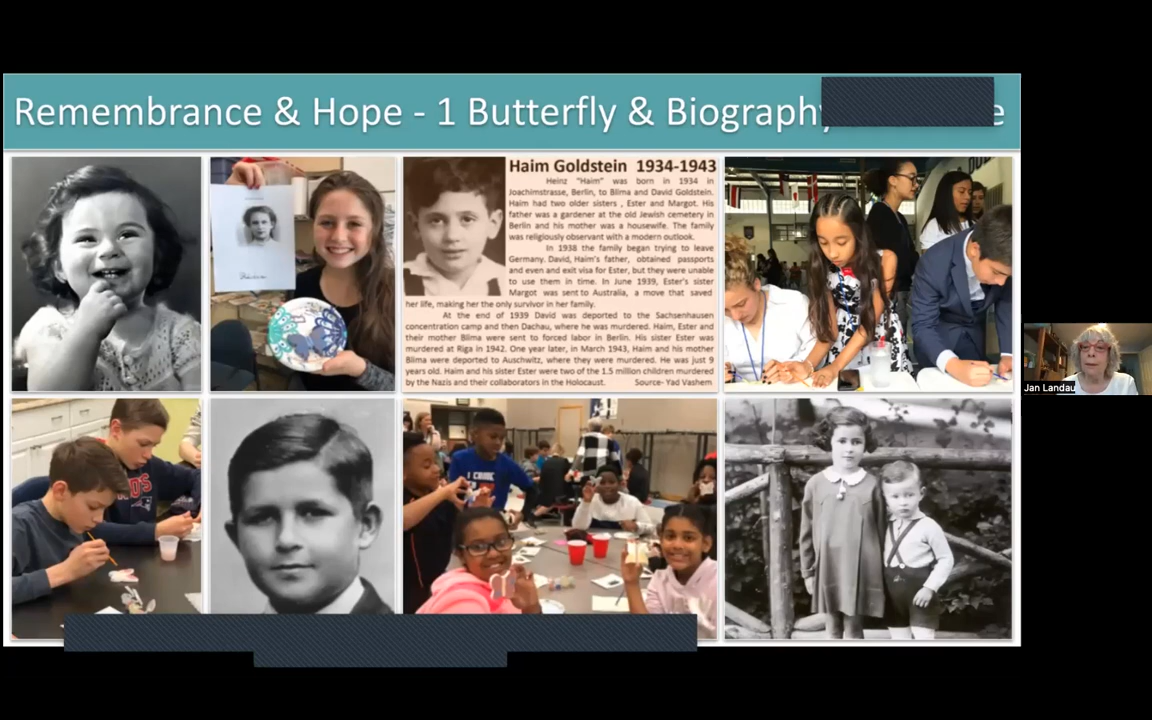 Remembrance & Hope - 1 Butterfly & Biography
Haim Goldstein 1934-1943
Heinz "Haim" was born in 1934 in
Joachimstrasse, Berlin, to Blima and David Goldstein.
Haim had two older sisters , Ester and Margot. His
father was a gardener at the old Jewish cemetery in
Berlin and his mother was a housewife. The family
was religiously observant with a modern outlook.
In 1938 the family began trying to leave
Germany. David, Haim's father, obtained passports
and even and exit visa for Ester, but they were unable
to use them in time. In June 1939, Ester's sister
Margot was sent to Australia, a move that saved
her life, making her the only survivor in her family.
At the end of 1939 David was deported to the Sachsenhausen
concentration camp and then Dachau, where he was murdered. Haim, Ester and
their mother Blima were sent to forced labor in Berlin. His sister Ester was
murdered at Riga in 1942. One year later, in March 1943, Haim and his mother
Blima were deported to Auschwitz, where they were murdered. He was just 9
years old. Haim and his sister Ester were two of the 1.5 million children murdered
by the Nazis and their collaborators in the Holocaust. Source- Yad Vashem
Jan Landau